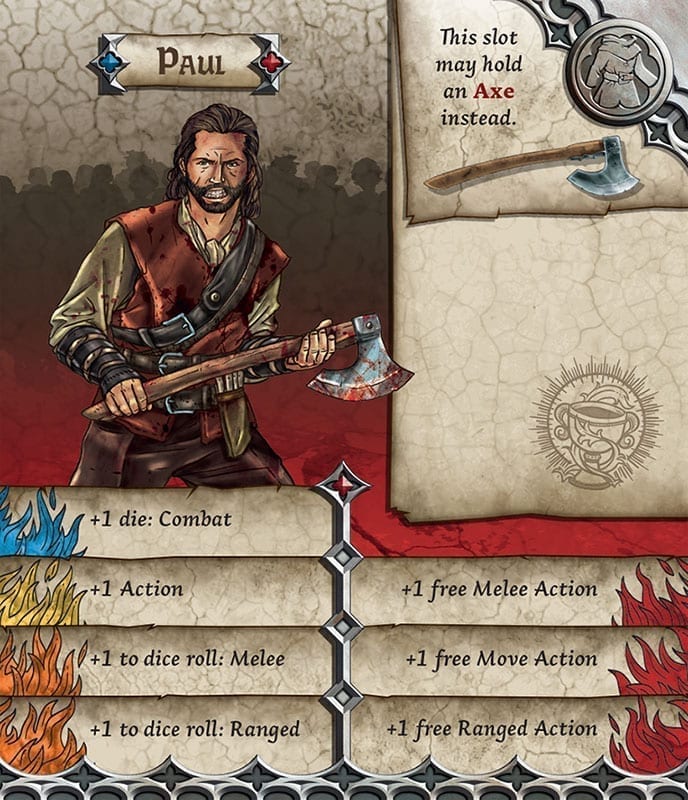 Paul
This slot
may hold
an Axe
instead.
+1 die: Combat
+1 Action
+1 to dice roll: Melee
+1 to dice roll: Ranged
+1 free Melee Action
+1 free Move Action
+1 free Ranged Action